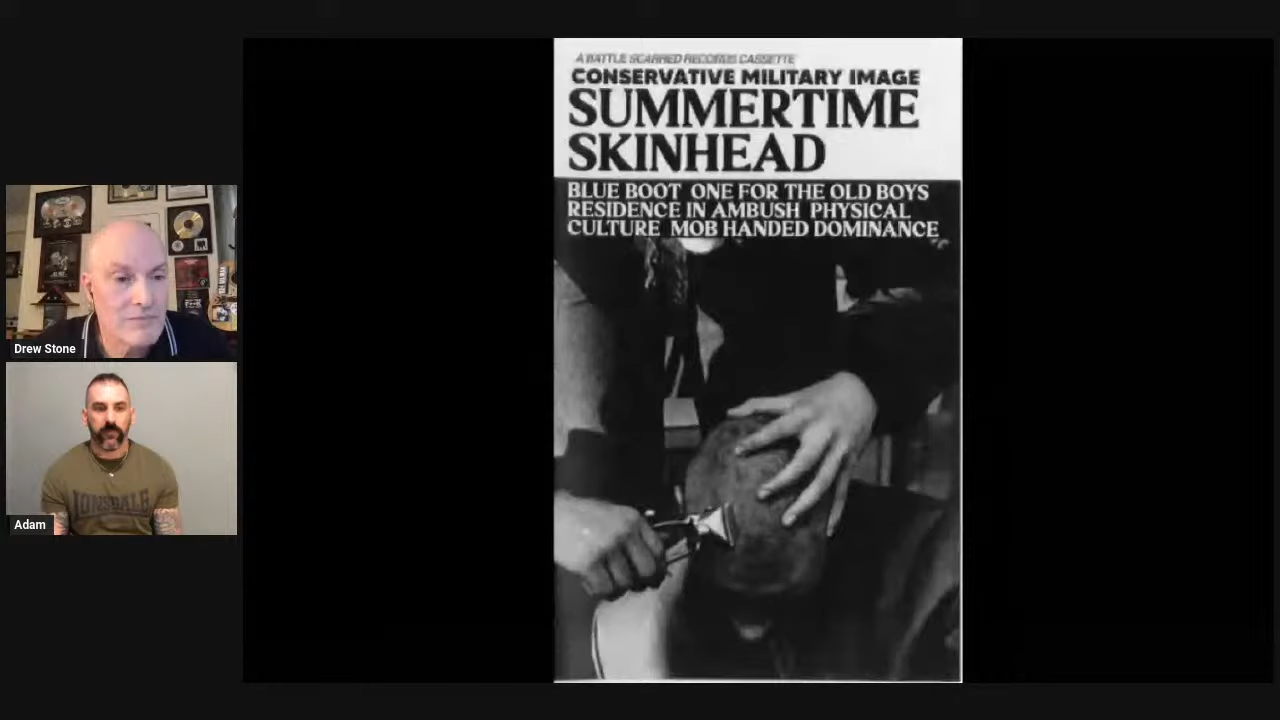 A BATTLE SCARRED RECORDS CASSETTE
CONSERVATIVE MILITARY IMAGE
SUMMERTIME
SKINHEAD
BLUE BOOT ONE FOR THE OLD BOYS
RESIDENCE IN AMBUSH PHYSICAL
CULTURE MOB HANDED DOMINANCE
Drew Stone
LONSDALE
Adam